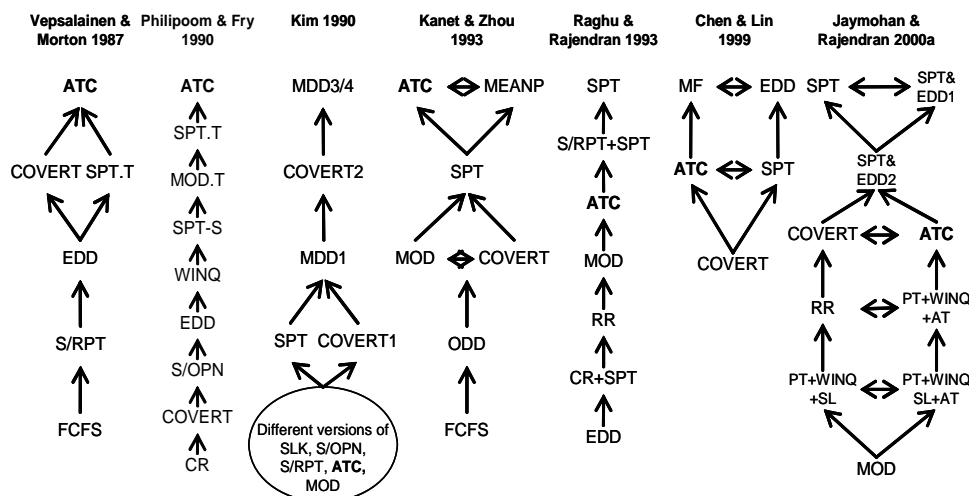 Vepsalainen &
Morton 1987
ATC
COVERT SPT.T
EDD
S/RPT
FCFS
Philipoom & Fry
1990
ATC
SPT.T
MOD.T
SPT-S
WINQ
EDD
S/OPN
COVERT
CR
Kim 1990
MDD3/4
COVERT2
MDD1
SPT COVERT1
Different versions of
SLK, S/OPN,
S/RPT, ATC,
MOD
Kanet & Zhou
1993
ATC MEANP
SPT
MOD COVERT
ODD
FCFS
Raghu &
Rajendran 1993
SPT
S/RPT+SPT
ATC
MOD
RR
CR+SPT
EDD
Chen & Lin
1999
MF EDD
ATC SPT
COVERT
Jaymohan &
Rajendran 2000a
SPT SPT&
EDD1
SPT&
EDD2
COVERT ATC
RR PT+WINQ
+AT
PT+WINQ PT+WINQ
+SL SL+AT
MOD